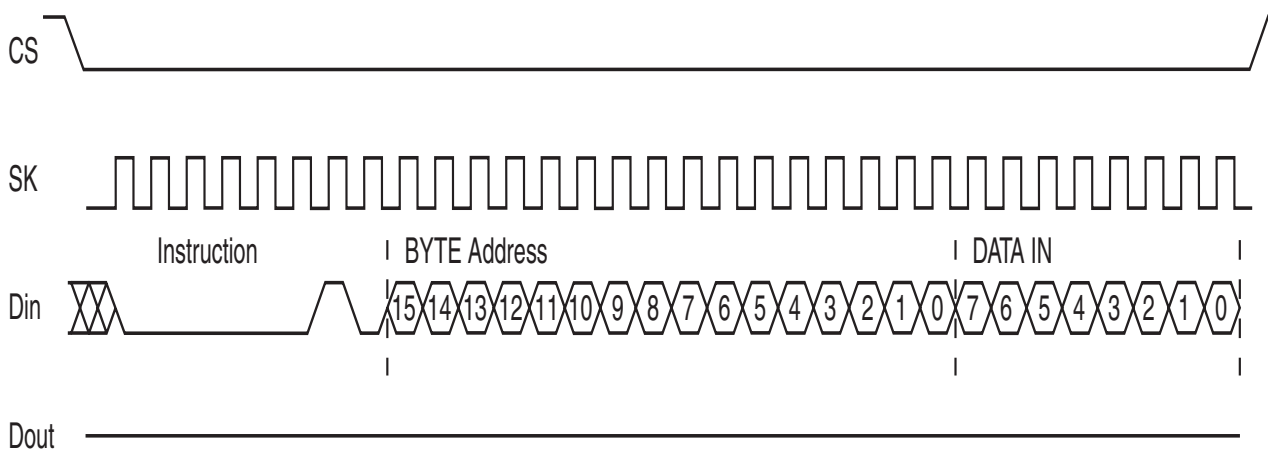 CS
SK
Instruction BYTE Address DATA IN
Din 15 14 13 12 11 10 9 8 7 6 5 4 3 2 1 0 7 6 5 4 3 2 1 0
Dout